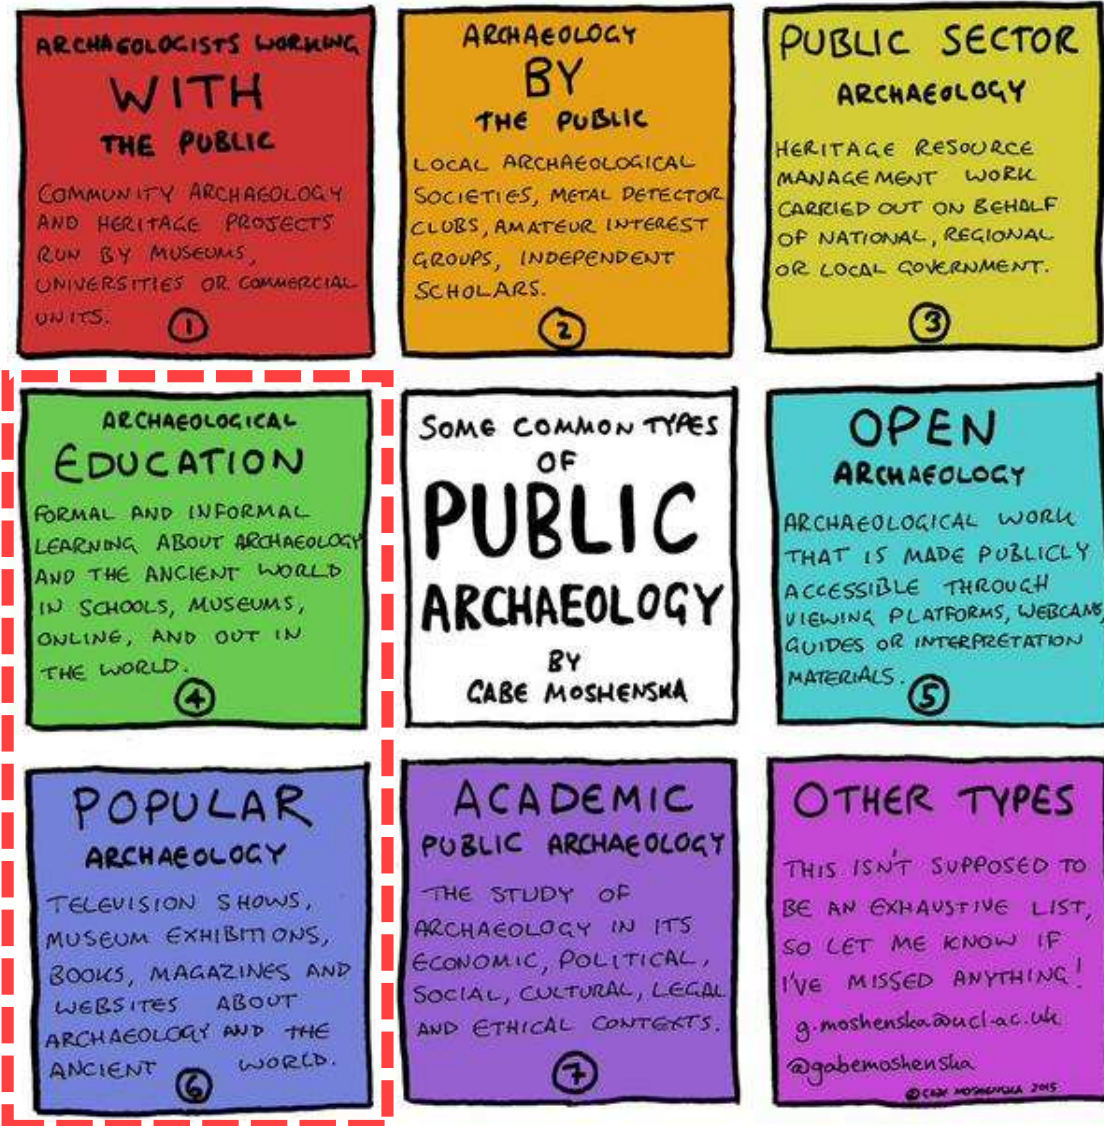 ARCHAEOLOGISTS WORKING
WITH
THE PUBLIC
COMMUNITY ARCHAEOLOGY
AND HERITAGE PROJECTS
RUN BY MUSEUMS,
UNIVERSITIES OR COMMERCIAL
UNITS.
1
ARCHAEOLOGY
BY
THE PUBLIC
LOCAL ARCHAEOLOGICAL
SOCIETIES, METAL DETECTOR
CLUBS, AMATEUR INTEREST
GROUPS, INDEPENDENT
SCHOLARS.
2
PUBLIC SECTOR
ARCHAEOLOGY
HERITAGE RESOURCE
MANAGEMENT WORK
CARRIED OUT ON BEHALF
OF NATIONAL, REGIONAL
OR LOCAL GOVERNMENT.
3
ARCHAEOLOGICAL
EDUCATION
FORMAL AND INFORMAL
LEARNING ABOUT ARCHAEOLOGY
AND THE ANCIENT WORLD
IN SCHOOLS, MUSEUMS,
ONLINE, AND OUT IN
THE WORLD.
4
SOME COMMON TYPES
OF
PUBLIC
ARCHAEOLOGY
BY
GABE MOSHENSKA
OPEN
ARCHAEOLOGY
ARCHAEOLOGICAL WORK
THAT IS MADE PUBLICLY
ACCESSIBLE THROUGH
VIEWING PLATFORMS, WEBCAMS,
GUIDES OR INTERPRETATION
MATERIALS.
5
POPULAR
ARCHAEOLOGY
TELEVISION SHOWS,
MUSEUM EXHIBITIONS,
BOOKS, MAGAZINES AND
WEBSITES ABOUT
ARCHAEOLOGY AND THE
ANCIENT WORLD.
6
ACADEMIC
PUBLIC ARCHAEOLOGY
THE STUDY OF
ARCHAEOLOGY IN ITS
ECONOMIC, POLITICAL,
SOCIAL, CULTURAL, LEGAL
AND ETHICAL CONTEXTS.
7
OTHER TYPES
THIS ISN'T SUPPOSED TO
BE AN EXHAUSTIVE LIST,
SO LET ME KNOW IF
I'VE MISSED ANYTHING!
g.moshenska@ucl.ac.uk
@gabemoshenska
© GABE MOSHENSKA 2015